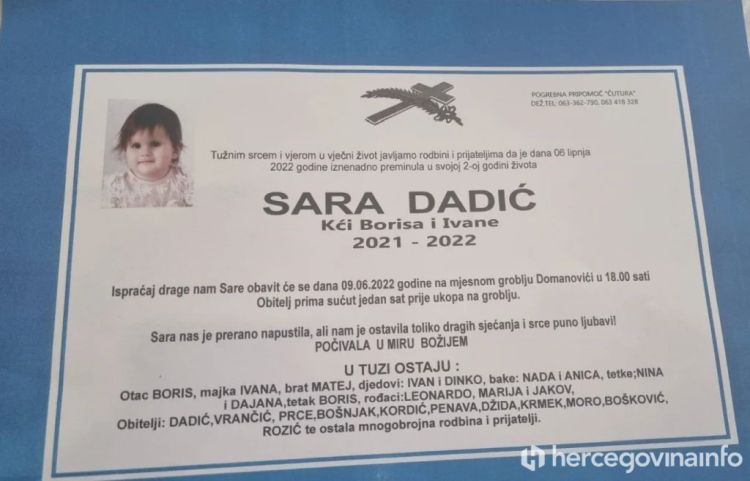 POGREBNA PRIPOMOČ "ČUTURA"
DEŽ.TEL: 063-362-790, 063 418 328
Tužnim srcem i vjerom u vječni život javljamo rodbini i prijateljima da je dana 06 lipnja
2022 godine iznenadno preminula u svojoj 2-oj godini života
SARA DADIĆ
Kći Borisa i Ivane
2021 - 2022
Ispraćaj drage nam Sare obavit će se dana 09.06.2022 godine na mjesnom groblju Domanovići u 18.00 sati
Obitelj prima sućut jedan sat prije ukopa na groblju.
Sara nas je prerano napustila, ali nam je ostavila toliko dragih sjećanja i srce puno ljubavi!
POČIVALA U MIRU BOŽIJEM
U TUZI OSTAJU :
Otac BORIS, majka IVANA, brat MATEJ, djedovi: IVAN i DINKO, bake: NADA i ANICA, tetke;NINA
i DAJANA,tetak BORIS, rođaci:LEONARDO, MARIJA i JAKOV,
Obitelji: DADIĆ,VRANČIĆ, PRCE,BOŠNJAK,KORDIĆ,PENAVA,DŽIDA,KRMEK,MORO,BOŠKOVIĆ,
ROZIĆ te ostala mnogobrojna rodbina i prijatelji.
hercegovinainfo